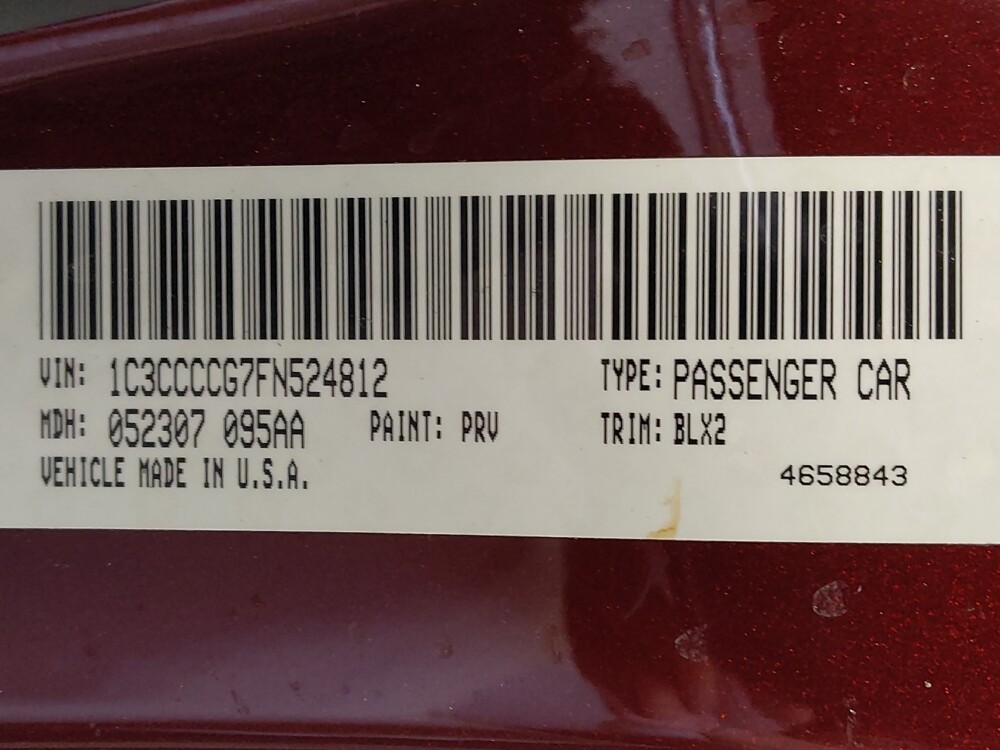 VIN: 1C3CCCCG7FN524812 TYPE: PASSENGER CAR
MDH: 052307 095AA PAINT: PRV TRIM: BLX2
VEHICLE MADE IN U.S.A. 4658843